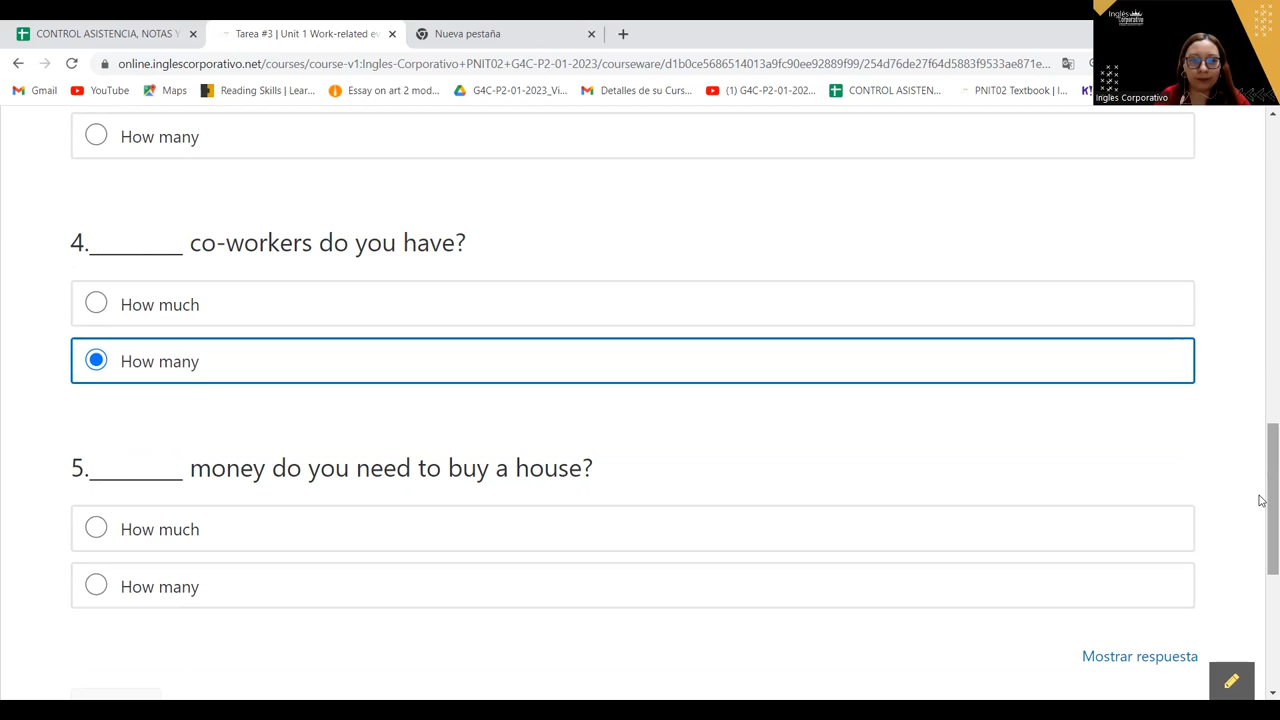 CONTROL ASISTENCIA, NOTAS Y
Tarea #3 | Unit 1 Work-related ev
Nueva pestaña
online.inglescorporativo.net/courses/course-v1:Ingles-Corporativo+PNIT02+G4C-P2-01-2023/courseware/d1b0ce5686514013a9fc90ee92889f99/254d76de27f64d5883f9533ae871e...
Gmail
YouTube
Maps
Reading Skills | Lear...
Essay on art 2 mod...
G4C-P2-01-2023_Vi...
Detalles de su Curs...
(1) G4C-P2-01-202...
CONTROL ASISTEN...
PNIT02 Textbook | I...
Inglés
Corporativo
Ingles Corporativo
How many
4.________ co-workers do you have?
How much
How many
5.________ money do you need to buy a house?
How much
How many
Mostrar respuesta